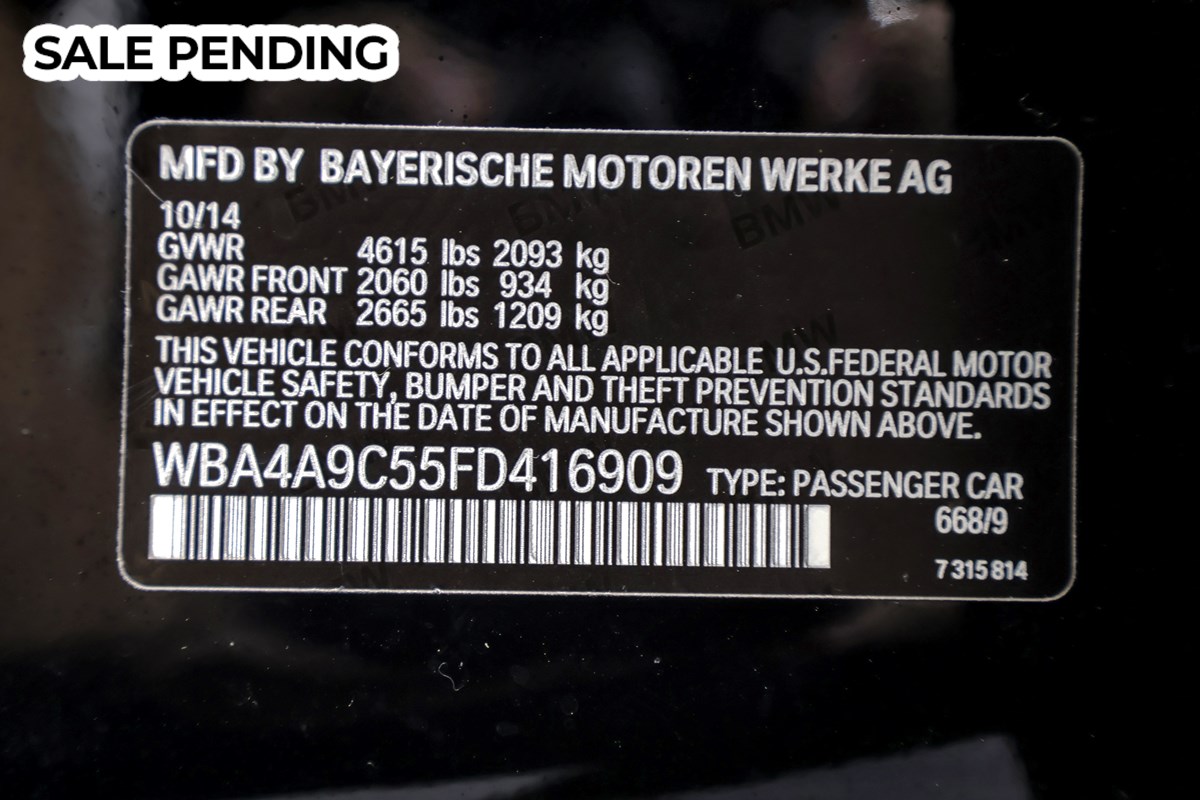 SALE PENDING
MFD BY BAYERISCHE MOTOREN WERKE AG
10/14
GVWR 4615 lbs 2093 kg
GAWR FRONT 2060 lbs 934 kg
GAWR REAR 2665 lbs 1209 kg
THIS VEHICLE CONFORMS TO ALL APPLICABLE U.S.FEDERAL MOTOR
VEHICLE SAFETY, BUMPER AND THEFT PREVENTION STANDARDS
IN EFFECT ON THE DATE OF MANUFACTURE SHOWN ABOVE.
WBA4A9C55FD416909 TYPE: PASSENGER CAR
668/9
7 315 814